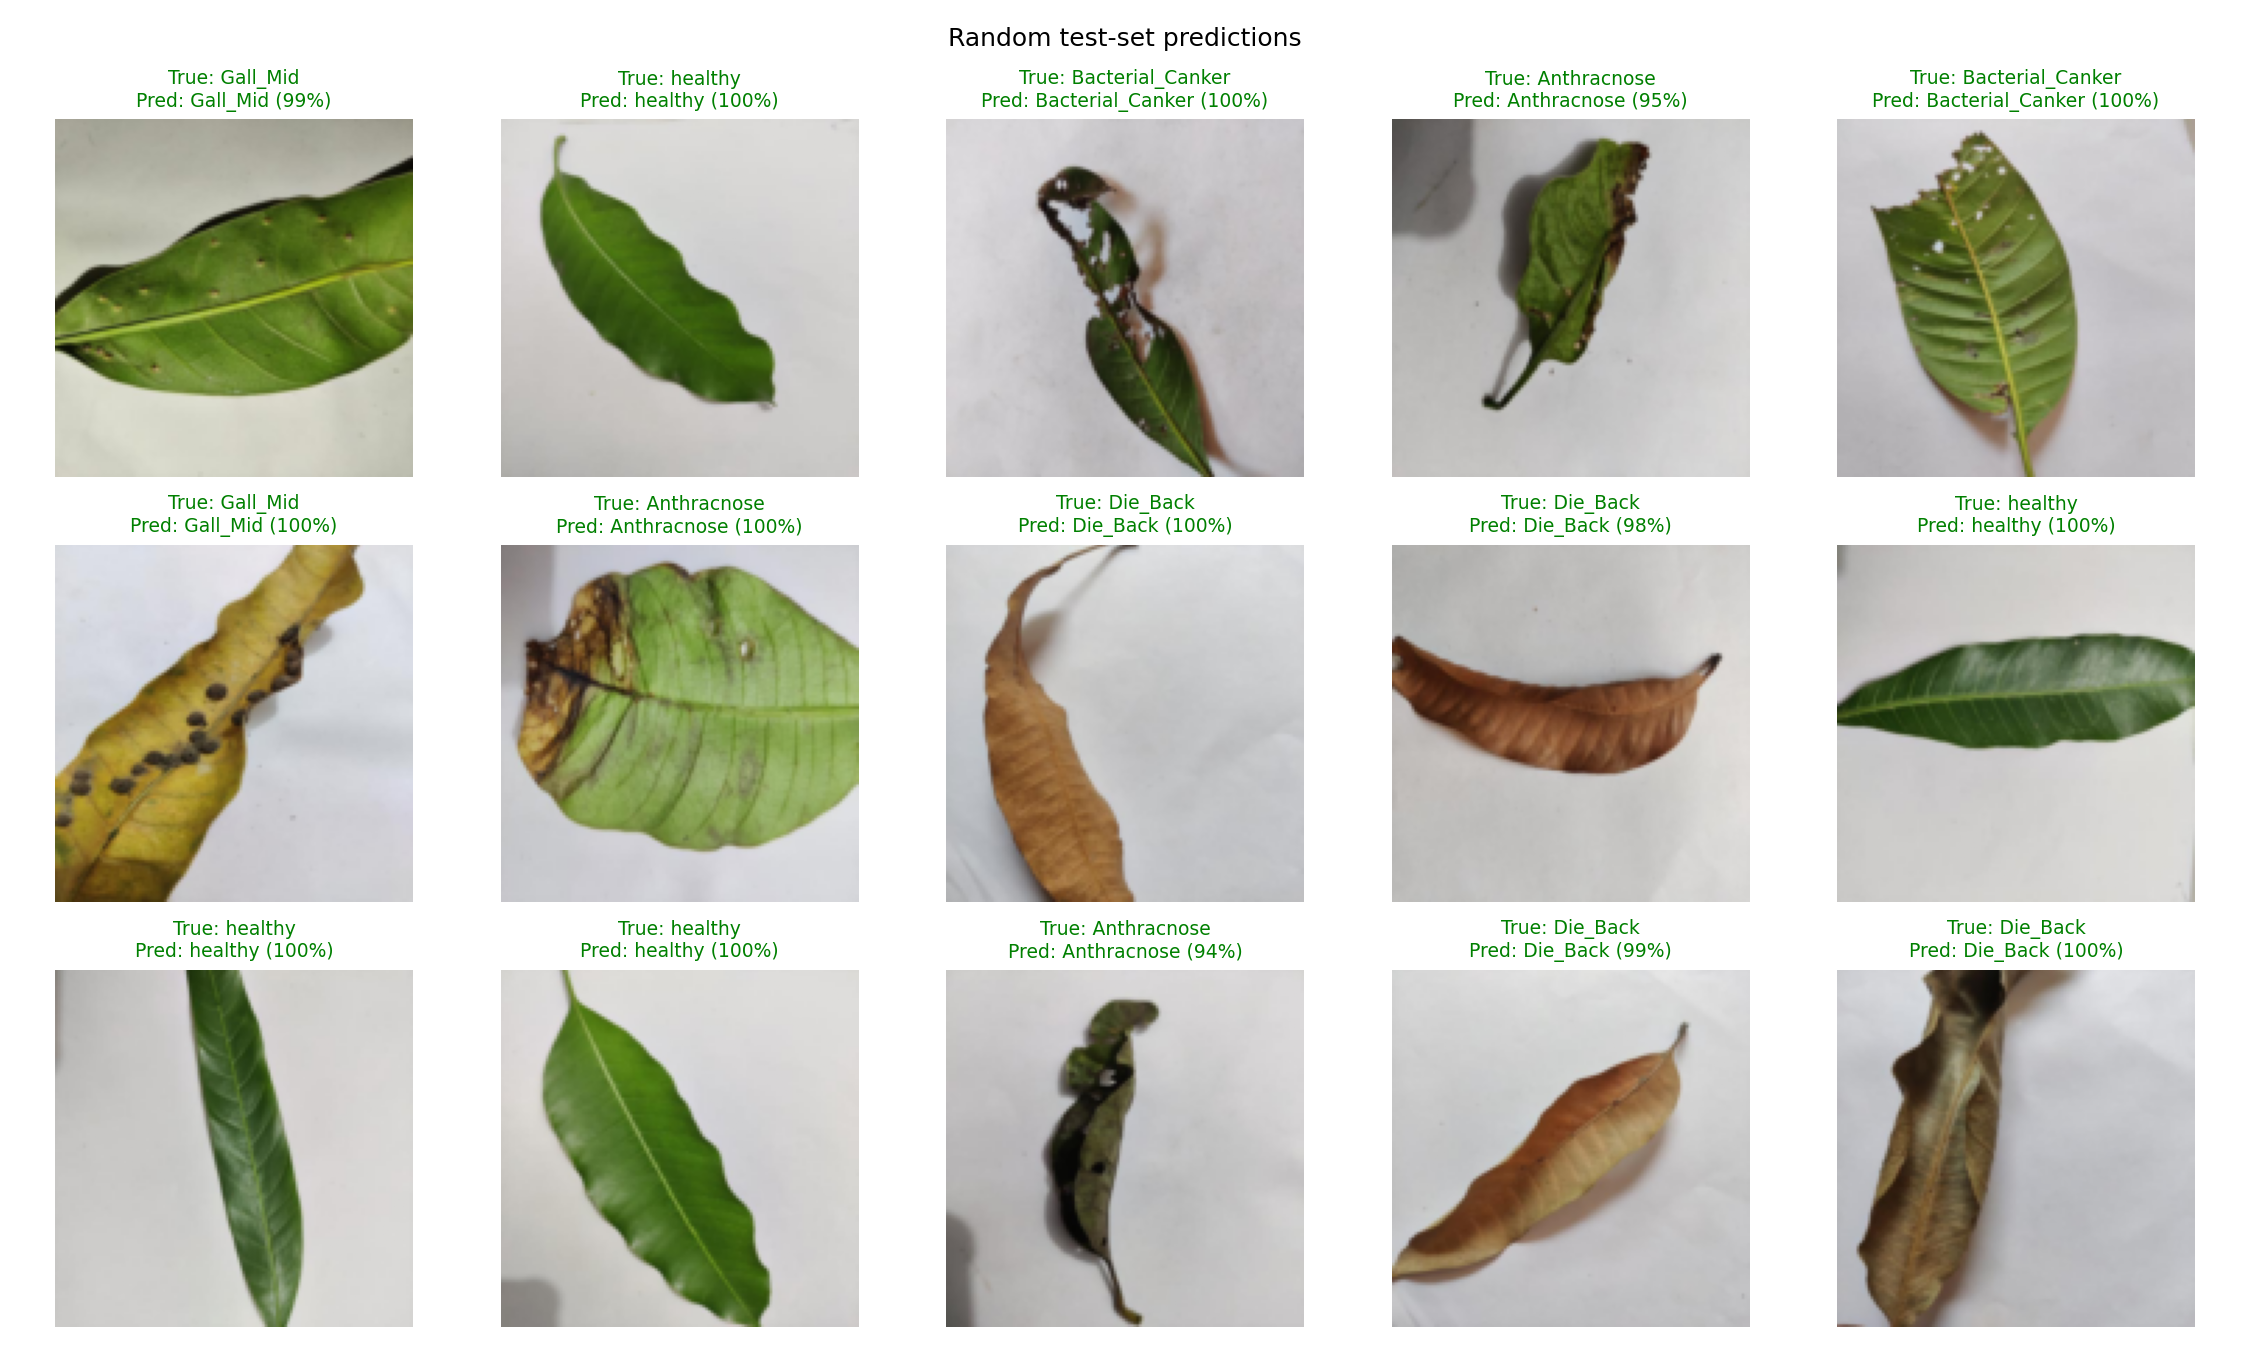 Random test-set predictions
True: Gall_Mid
Pred: Gall_Mid (99%)
True: healthy
Pred: healthy (100%)
True: Bacterial_Canker
Pred: Bacterial_Canker (100%)
True: Anthracnose
Pred: Anthracnose (95%)
True: Bacterial_Canker
Pred: Bacterial_Canker (100%)
True: Gall_Mid
Pred: Gall_Mid (100%)
True: Anthracnose
Pred: Anthracnose (100%)
True: Die_Back
Pred: Die_Back (100%)
True: Die_Back
Pred: Die_Back (98%)
True: healthy
Pred: healthy (100%)
True: healthy
Pred: healthy (100%)
True: healthy
Pred: healthy (100%)
True: Anthracnose
Pred: Anthracnose (94%)
True: Die_Back
Pred: Die_Back (99%)
True: Die_Back
Pred: Die_Back (100%)